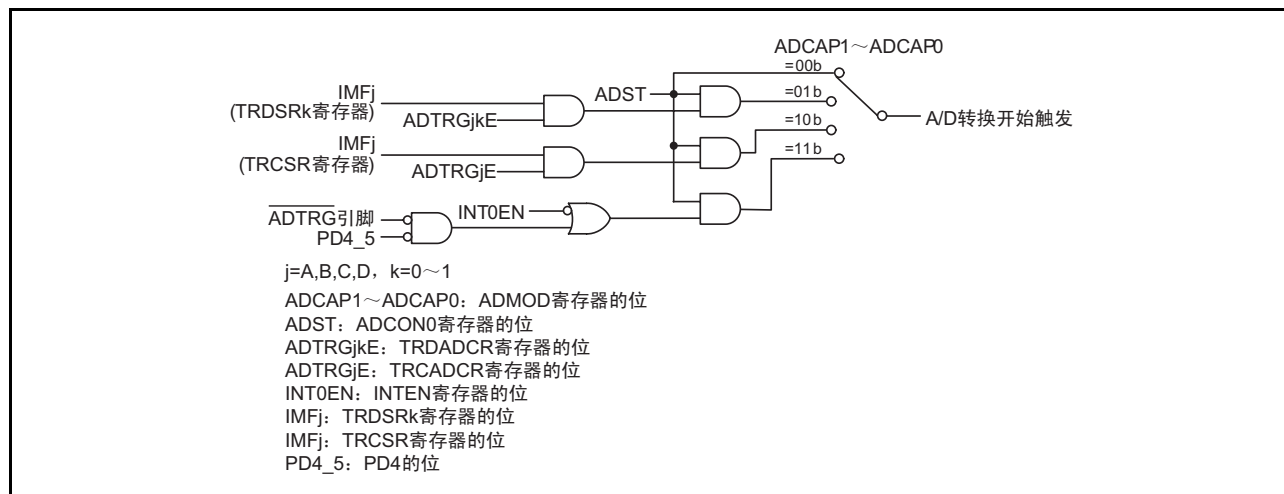 ADCAP1～ADCAP0
=00b
IMFj
(TRDSRk寄存器)
ADTRGjkE
ADST
=01b
A/D转换开始触发
IMFj
(TRCSR寄存器)
ADTRGjE
=10b
=11b
ADTRG引脚
PD4_5
INT0EN
j=A,B,C,D，k=0～1
ADCAP1～ADCAP0：ADMOD寄存器的位
ADST：ADCON0寄存器的位
ADTRGjkE：TRDADCR寄存器的位
ADTRGjE：TRCADCR寄存器的位
INT0EN：INTEN寄存器的位
IMFj：TRDSRk寄存器的位
IMFj：TRCSR寄存器的位
PD4_5：PD4的位